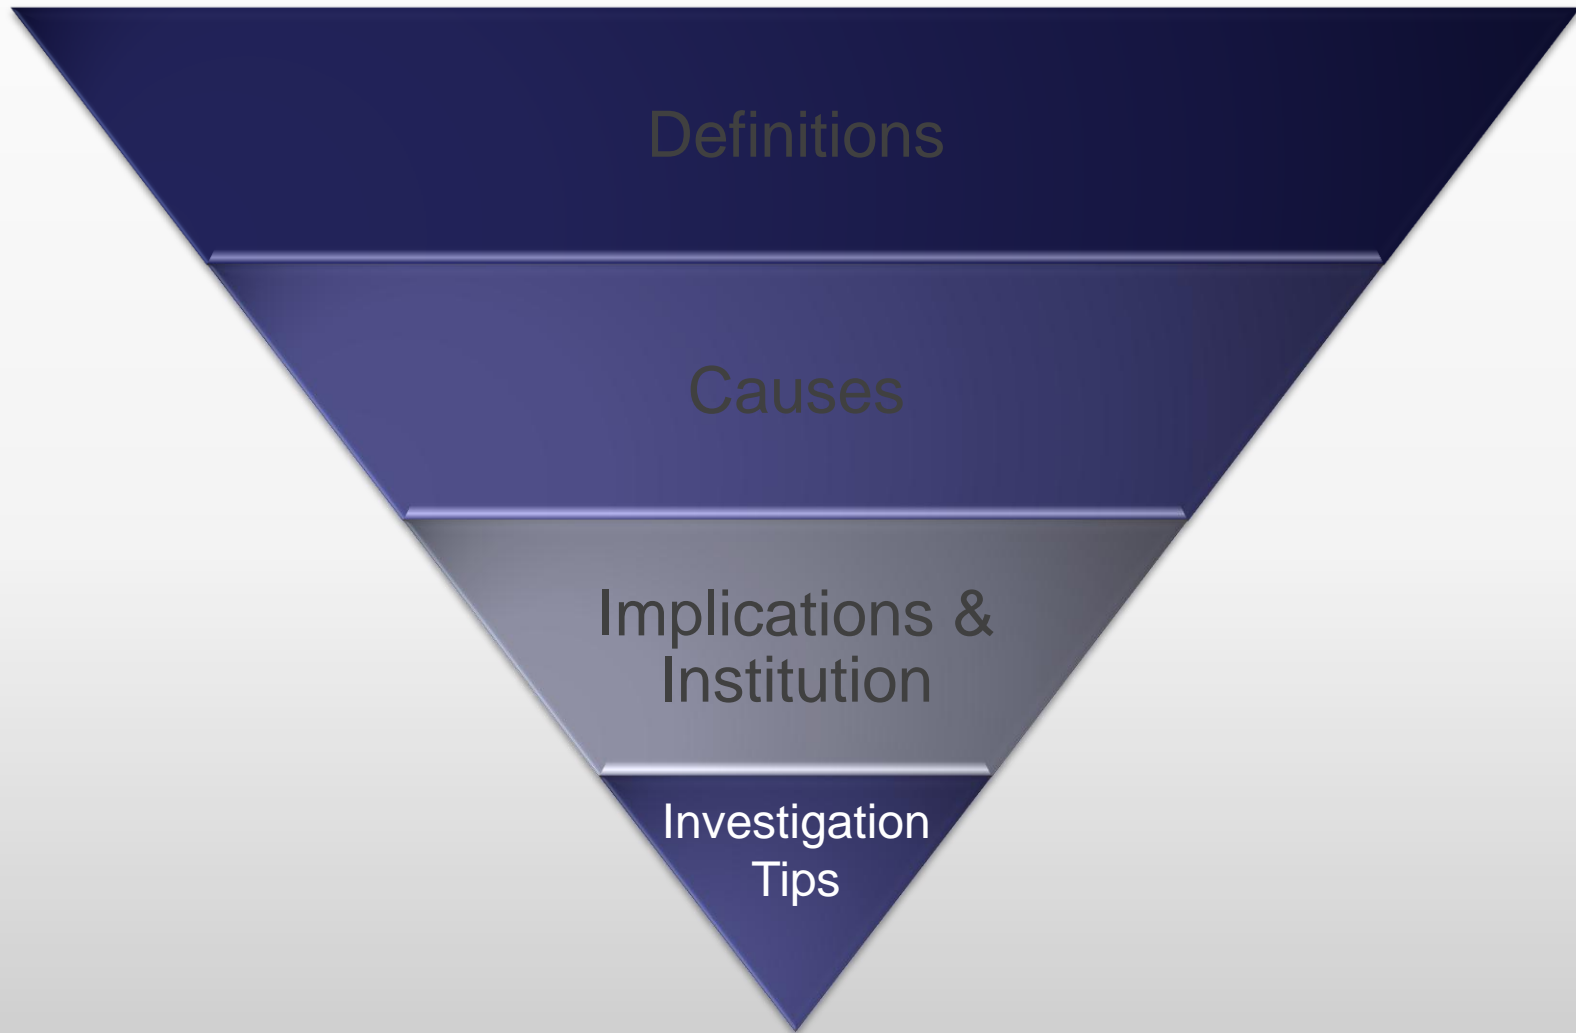 Definitions
Causes
Implications &
Institution
Investigation
Tips